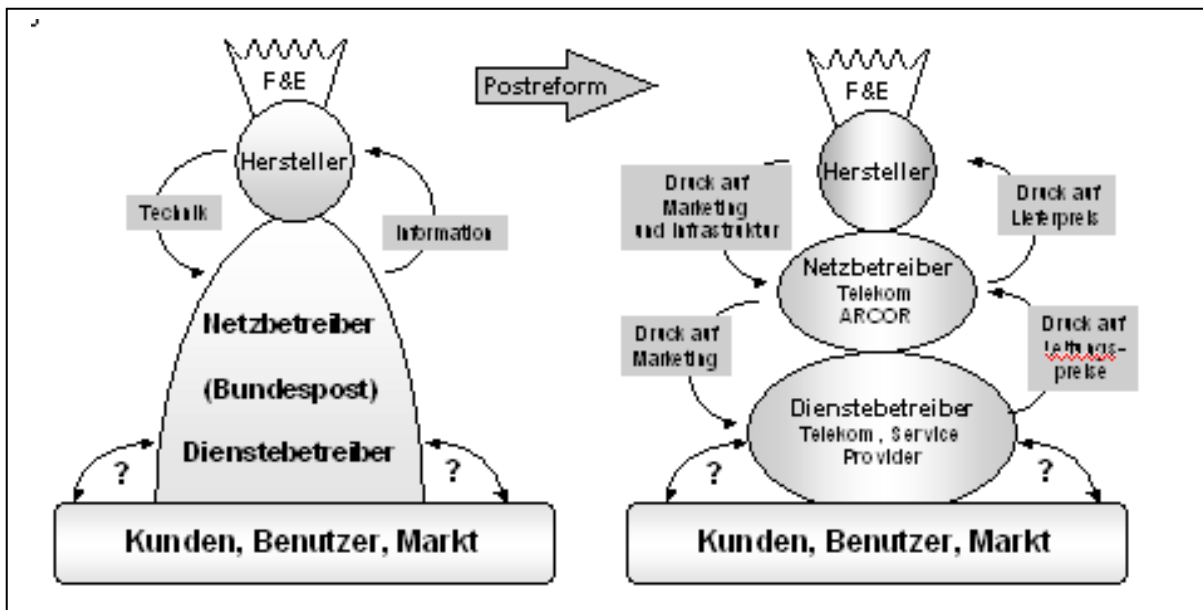 F&E
Hersteller
Technik
Information
Netzbetreiber
(Bundespost)
Dienstebetreiber
?
?
Kunden, Benutzer, Markt
Postreform
F&E
Hersteller
Druck auf
Marketing
und Infrastruktur
Druck auf
Lieferpreis
Netzbetreiber
Telekom
ARCOR
Druck auf
Marketing
Druck auf
Leitungs-
preise
Dienstebetreiber
Telekom, Service
Provider
?
?
Kunden, Benutzer, Markt